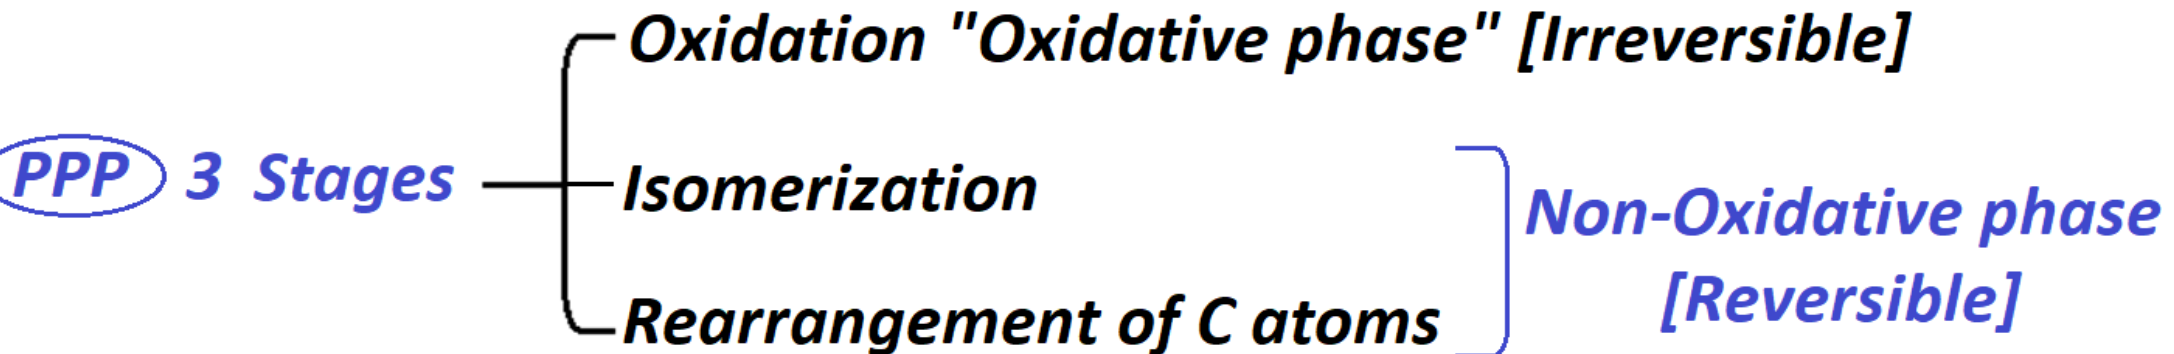 Oxidation "Oxidative phase" [Irreversible]
PPP 3 Stages
Isomerization
Non-Oxidative phase
[Reversible]
Rearrangement of C atoms